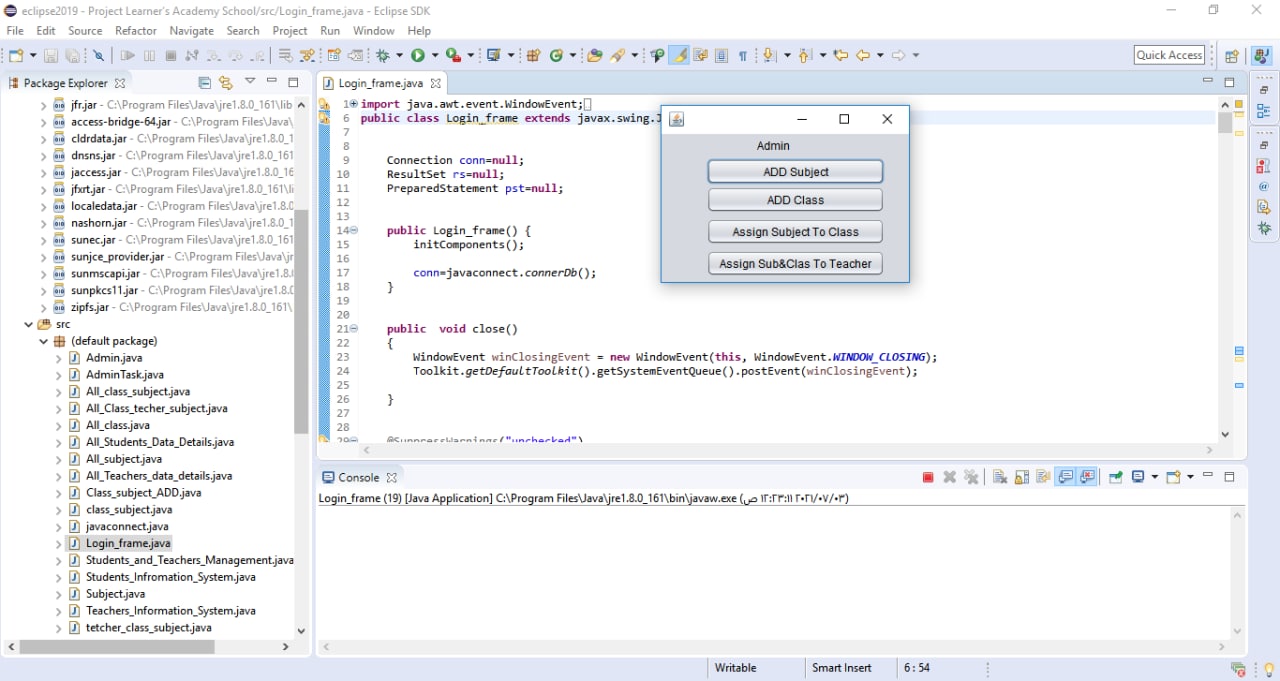 eclipse2019 - Project Learner's Academy School/src/Login_frame.java - Eclipse SDK
File Edit Source Refactor Navigate Search Project Run Window Help
Quick Access
Package Explorer
jfr.jar - C:\Program Files\Java\jre1.8.0_161\lib
access-bridge-64.jar - C:\Program Files\Java\
cldrdata.jar - C:\Program Files\Java\jre1.8.0_
dnsns.jar - C:\Program Files\Java\jre1.8.0_161
jaccess.jar - C:\Program Files\Java\jre1.8.0_16
jfxrt.jar - C:\Program Files\Java\jre1.8.0_161\li
localedata.jar - C:\Program Files\Java\jre1.8.0
nashorn.jar - C:\Program Files\Java\jre1.8.0_1
sunec.jar - C:\Program Files\Java\jre1.8.0_161
sunjce_provider.jar - C:\Program Files\Java\jr
sunmscapi.jar - C:\Program Files\Java\jre1.8.
sunpkcs11.jar - C:\Program Files\Java\jre1.8.0
zipfs.jar - C:\Program Files\Java\jre1.8.0_161\
src
(default package)
Admin.java
AdminTask.java
All_class_subject.java
All_Class_techer_subject.java
All_class.java
All_Students_Data_Details.java
All_subject.java
All_Teachers_data_details.java
Class_subject_ADD.java
class_subject.java
javaconnect.java
Login_frame.java
Students_and_Teachers_Management.java
Students_Infromation_System.java
Subject.java
Teachers_Information_System.java
tetcher_class_subject.java
Login_frame.java
1 import java.awt.event.WindowEvent;
6 public class Login_frame extends javax.swing.
7
8
9 Connection conn=null;
10 ResultSet rs=null;
11 PreparedStatement pst=null;
12
13
14 public Login_frame() {
15 initComponents();
16
17 conn=javaconnect.connerDb();
18 }
19
20
21 public  void close()
22 {
23 WindowEvent winClosingEvent = new WindowEvent(this, WindowEvent.WINDOW_CLOSING);
24 Toolkit.getDefaultToolkit().getSystemEventQueue().postEvent(winClosingEvent);
25
26 }
27
28
29 @SuppressWarnings("unchecked")
Admin
ADD Subject
ADD Class
Assign Subject To Class
Assign Sub&Clas To Teacher
Console
Login_frame (19) [Java Application] C:\Program Files\Java\jre1.8.0_161\bin\javaw.exe (٠٣‏/٠٧‏/٢٠٢١ ١٢:٢٣:١١ ص)
Writable Smart Insert 6 : 54